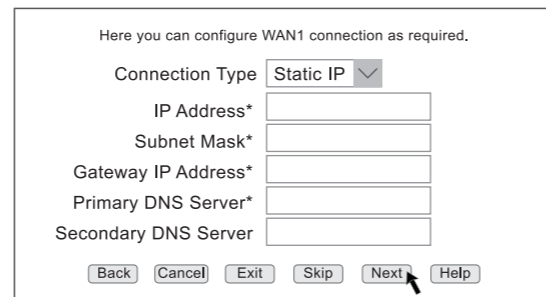 Here you can configure WAN1 connection as required.
Connection Type Static IP
IP Address*
Subnet Mask*
Gateway IP Address*
Primary DNS Server*
Secondary DNS Server
Back Cancel Exit Skip Next Help